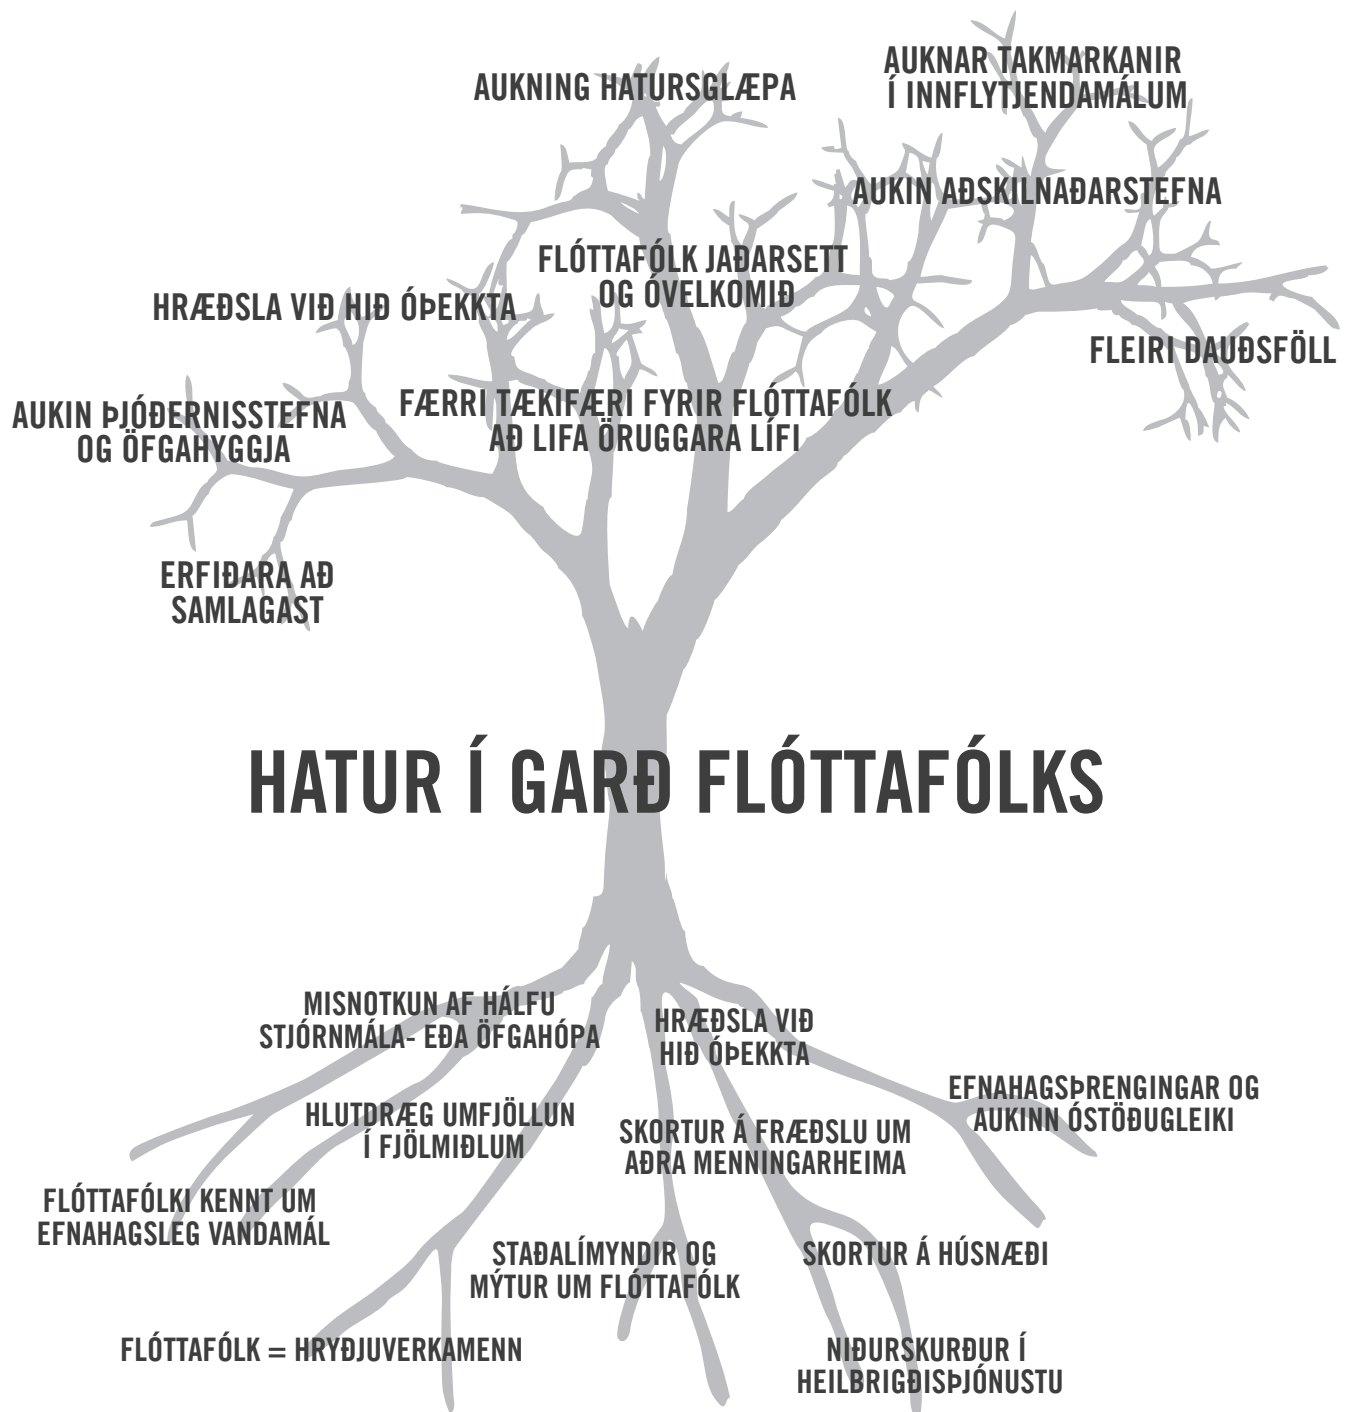 AUKNING HATURSGLÆPA
AUKNAR TAKMARKANIR
Í INNFLYTJENDAMÁLUM
AUKIN AÐSKILNAÐARSTEFNA
FLÓTTAFÓLK JAÐARSETT
OG ÓVELKOMIÐ
HRÆÐSLA VIÐ HIÐ ÓÞEKKTA
FLEIRI DAUÐSFÖLL
AUKIN ÞJÓÐERNISSTEFNA
OG ÖFGAHYGGJA
FÆRRI TÆKIFÆRI FYRIR FLÓTTAFÓLK
AÐ LIFA ÖRUGGARA LÍFI
ERFIÐARA AÐ
SAMLAGAST
HATUR Í GARÐ FLÓTTAFÓLKS
MISNOTKUN AF HÁLFU
STJÓRNMÁLA- EÐA ÖFGAHÓPA
HRÆÐSLA VIÐ
HIÐ ÓÞEKKTA
EFNAHAGSÞRENGINGAR OG
AUKINN ÓSTÖÐUGLEIKI
HLUTDRÆG UMFJÖLLUN
Í FJÖLMIÐLUM
SKORTUR Á FRÆÐSLU UM
AÐRA MENNINGARHEIMA
FLÓTTAFÓLKI KENNT UM
EFNAHAGSLEG VANDAMÁL
STAÐALÍMYNDIR OG
MÝTUR UM FLÓTTAFÓLK
SKORTUR Á HÚSNÆÐI
FLÓTTAFÓLK = HRYÐJUVERKAMENN
NIÐURSKURÐUR Í
HEILBRIGÐISÞJÓNUSTU